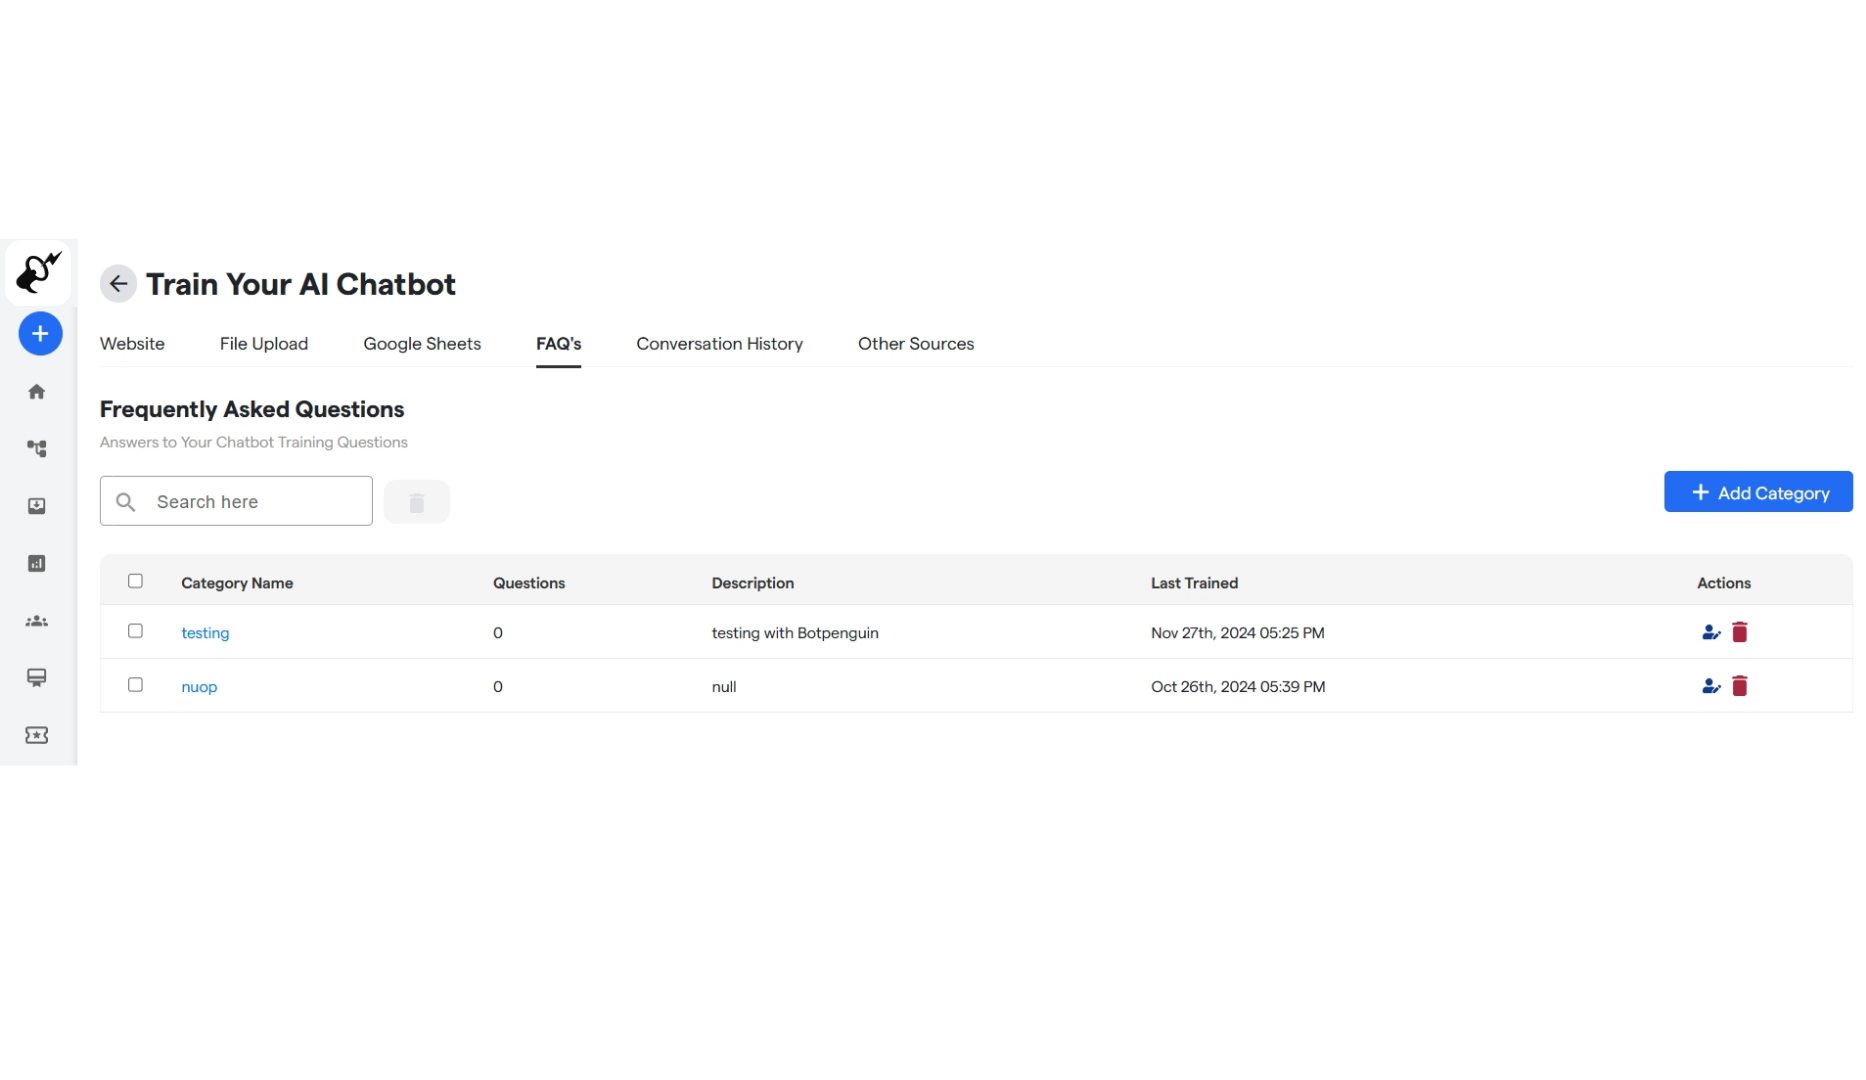 Train Your AI Chatbot
Website File Upload Google Sheets FAQ's Conversation History Other Sources
Frequently Asked Questions
Answers to Your Chatbot Training Questions
Search here
Add Category
Category Name Questions Description Last Trained Actions
testing 0 testing with Botpenguin Nov 27th, 2024 05:25 PM
nuop 0 null Oct 26th, 2024 05:39 PM